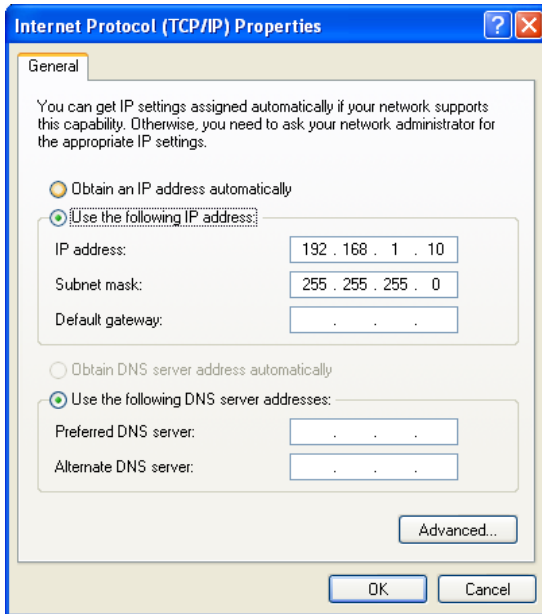 Internet Protocol (TCP/IP) Properties
General
You can get IP settings assigned automatically if your network supports
this capability. Otherwise, you need to ask your network administrator for
the appropriate IP settings.
Obtain an IP address automatically
Use the following IP address:
IP address: 192 . 168 . 1 . 10
Subnet mask: 255 . 255 . 255 . 0
Default gateway: . . .
Obtain DNS server address automatically
Use the following DNS server addresses:
Preferred DNS server: . . .
Alternate DNS server: . . .
Advanced...
OK Cancel